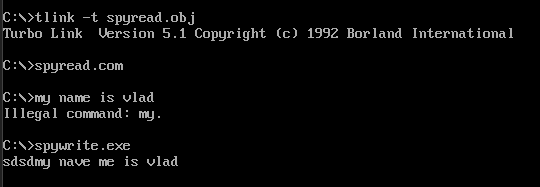 C:\>tlink -t spyread.obj
Turbo Link  Version 5.1 Copyright (c) 1992 Borland International
C:\>spyread.com
C:\>my name is vlad
Illegal command: my.
C:\>spywrite.exe
sdsdmy nave me is vlad